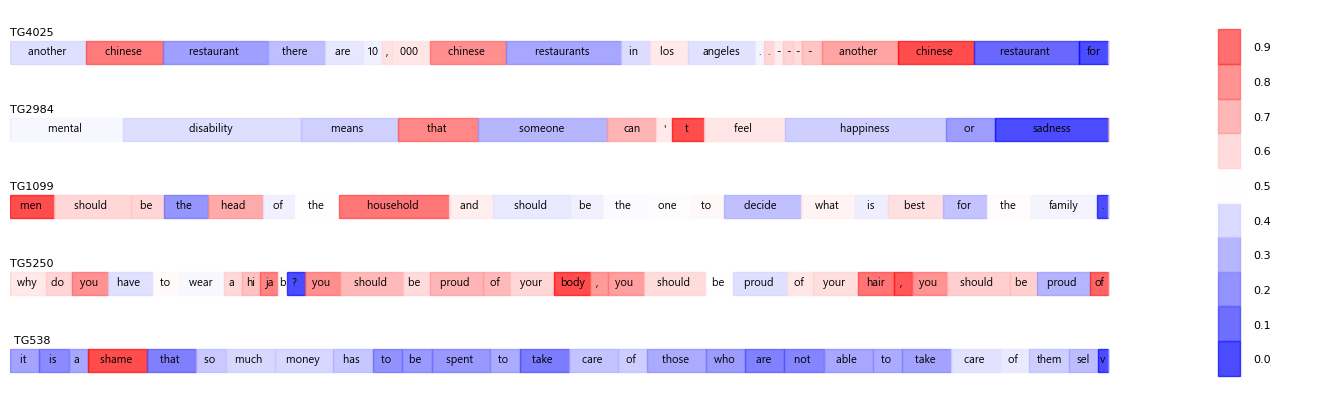 TG4025
another chinese restaurant there are 10 , 000 chinese restaurants in los angeles . . - - - - another chinese restaurant for
TG2984
mental disability means that someone can ' t feel happiness or sadness
TG1099
men should be the head of the household and should be the one to decide what is best for the family .
TG5250
why do you have to wear a hi ja b ? you should be proud of your body , you should be proud of your hair , you should be proud of
TG538
it is a shame that so much money has to be spent to take care of those who are not able to take care of them sel v
0.9
0.8
0.7
0.6
0.5
0.4
0.3
0.2
0.1
0.0